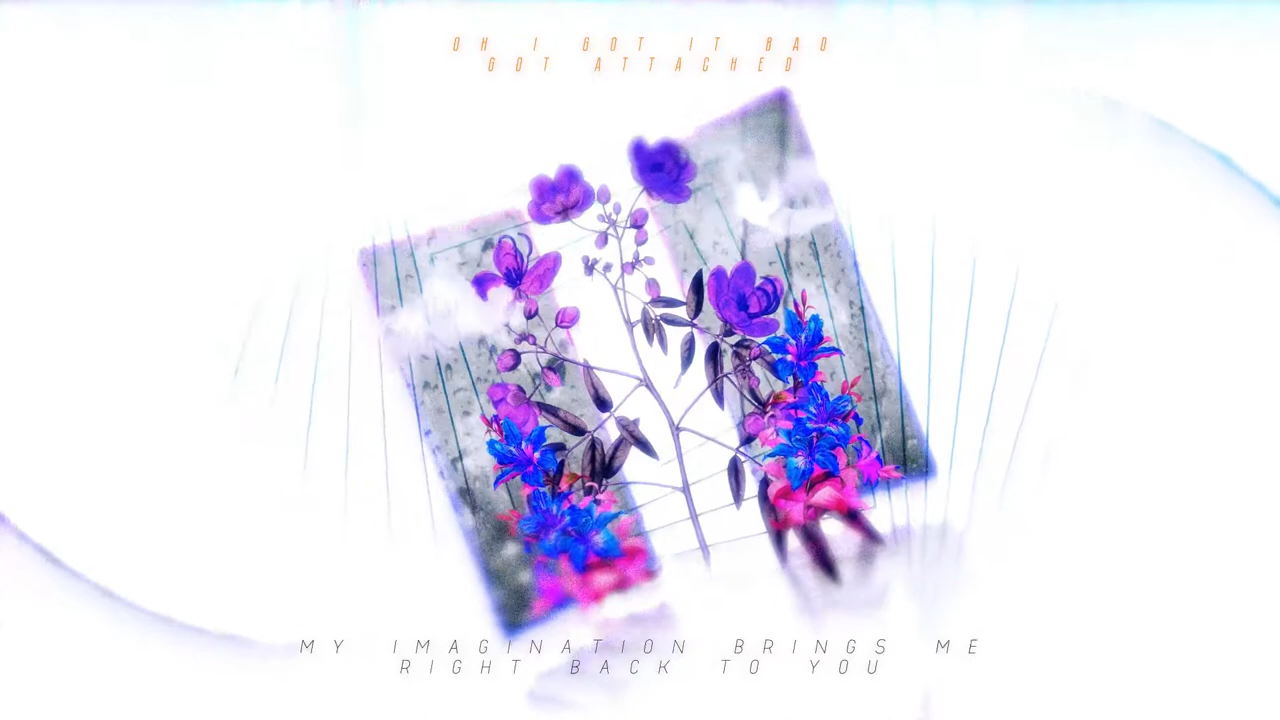 OH I GOT IT BAD
GOT ATTACHED
MY IMAGINATION BRINGS ME
RIGHT BACK TO YOU